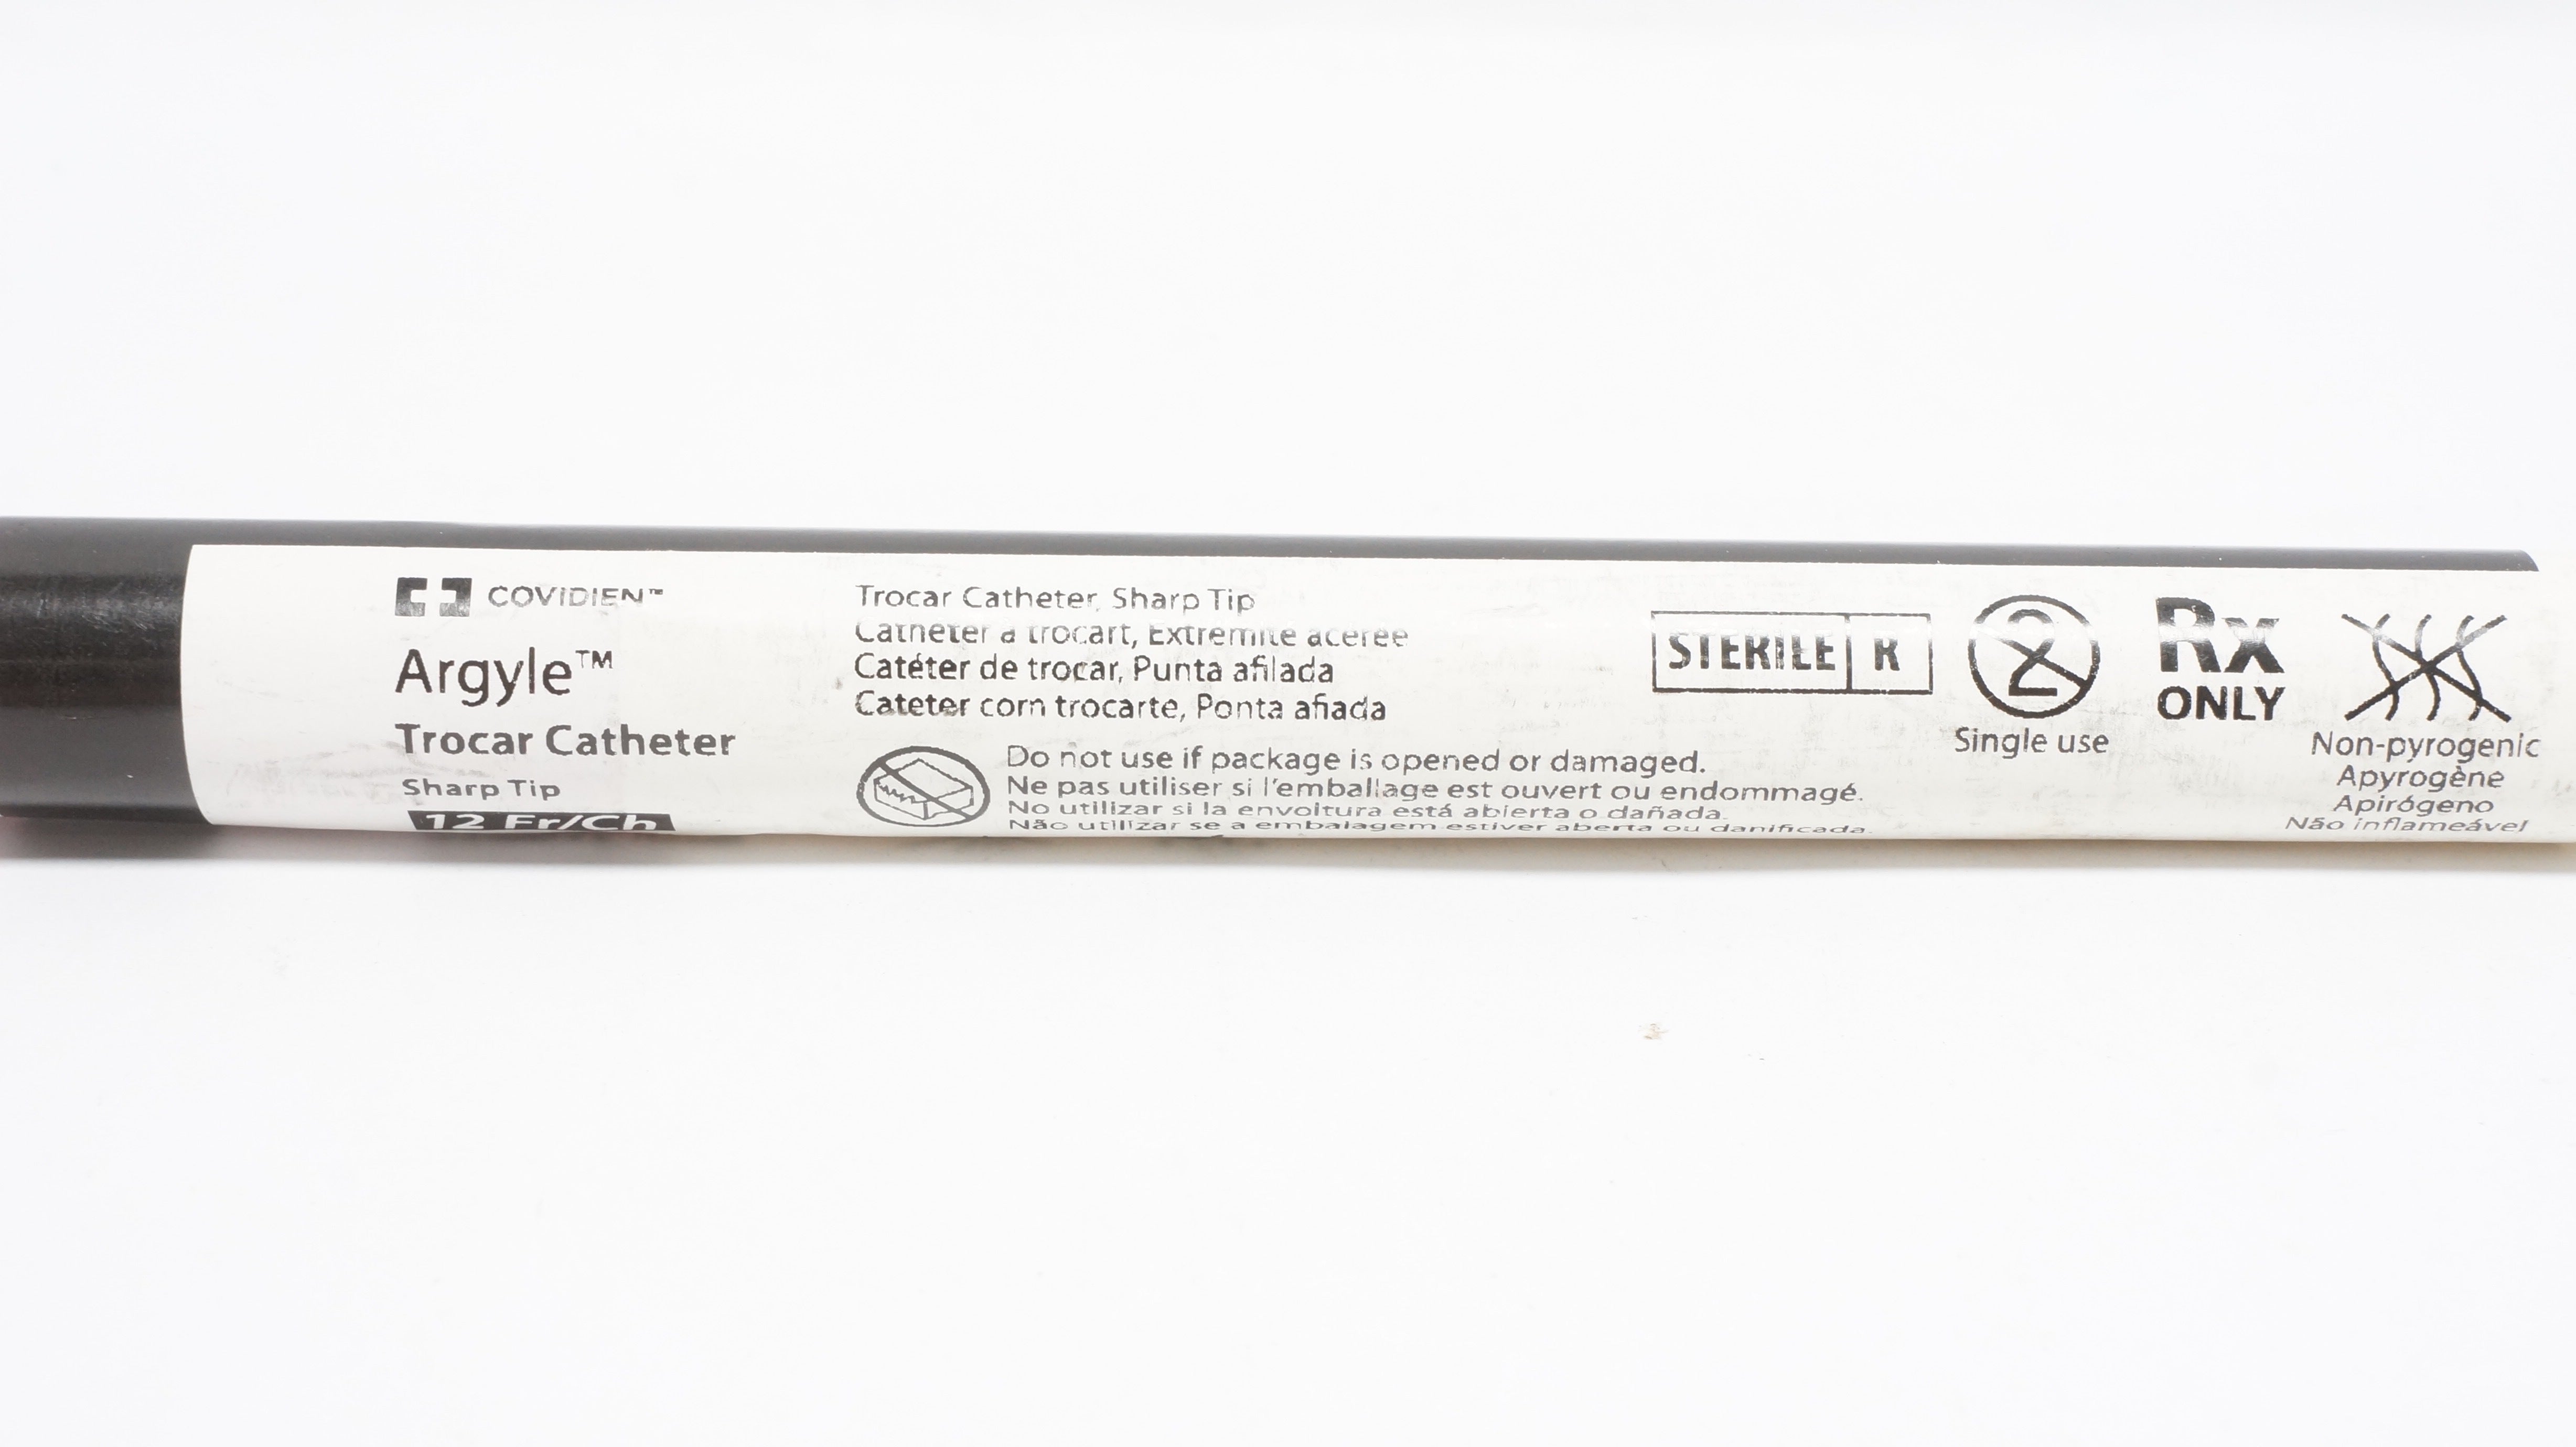 COVIDIEN™
Argyle™
Trocar Catheter
Sharp Tip
12 Fr/Ch
Trocar Catheter, Sharp Tip
Catheter à trocart, Extrémité acérée
Catéter de trocar, Punta afilada
Cateter com trocarte, Ponta afiada
Do not use if package is opened or damaged.
Ne pas utiliser si l'emballage est ouvert ou endommagé.
No utilizar si la envoltura está abierta o dañada.
Não utilizar se a embalagem estiver aberta ou danificada.
STERILE R
2
Single use
Rx
ONLY
Non-pyrogenic
Apyrogène
Apirógeno
Não inflameável